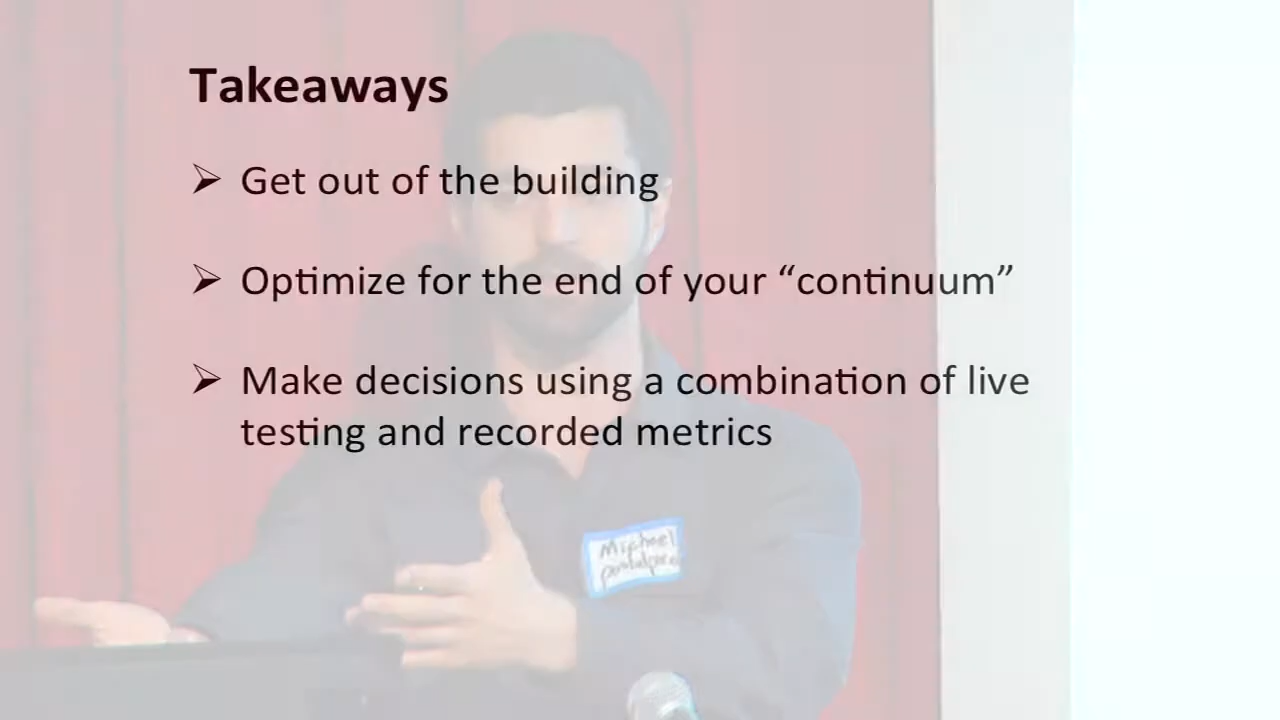 Takeaways
➢ Get out of the building
➢ Optimize for the end of your “continuum”
➢ Make decisions using a combination of live
testing and recorded metrics
Michael